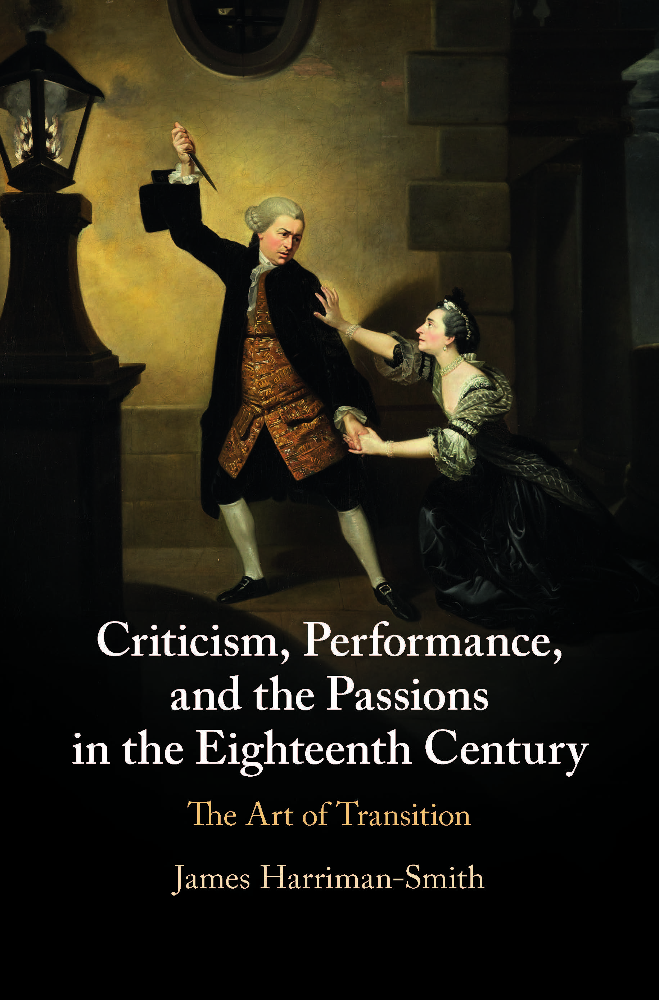 Criticism, Performance,
and the Passions
in the Eighteenth Century
The Art of Transition
James Harriman-Smith